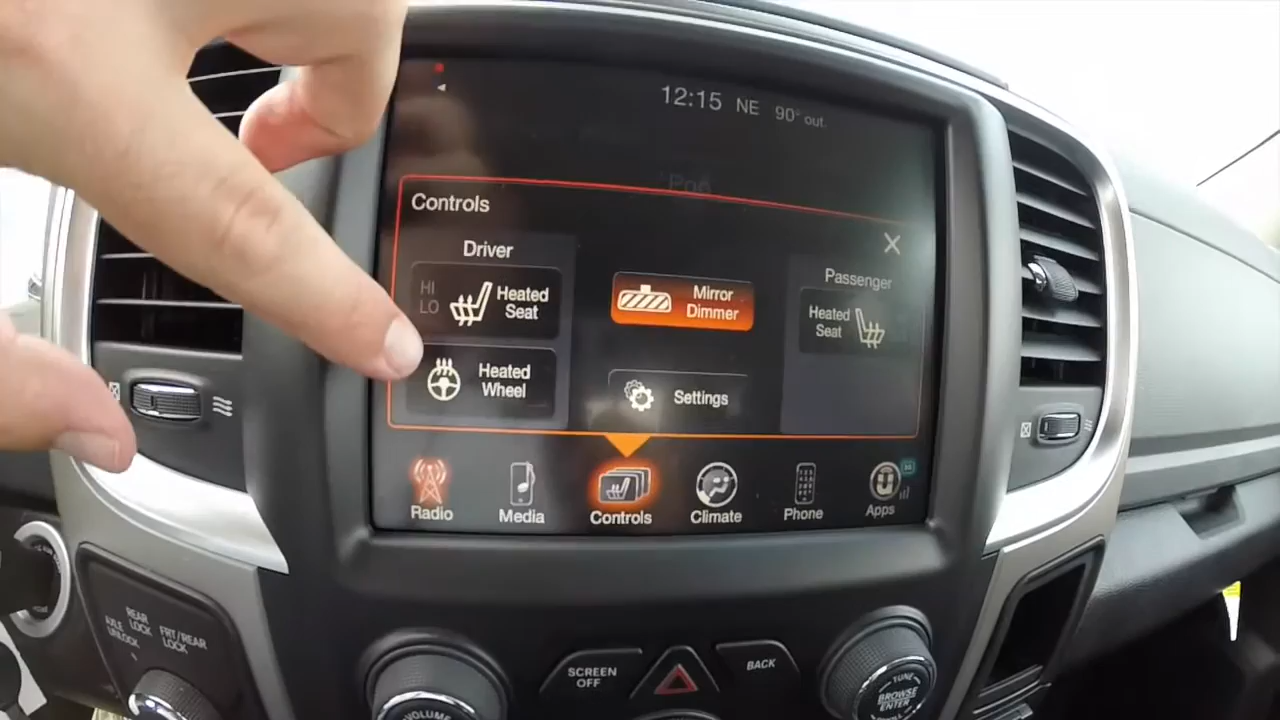 12:15 NE 90° out.
Controls
Driver
Passenger
HI
LO
Heated
Seat
Mirror
Dimmer
Heated
Seat
Heated
Wheel
Settings
Radio
Media
Controls
Climate
Phone
Apps
AXLE
UNLOCK
REAR
LOCK
FRT/REAR
LOCK
SCREEN
OFF
BACK
VOLUME
TUNE
BROWSE
ENTER
SCROLL